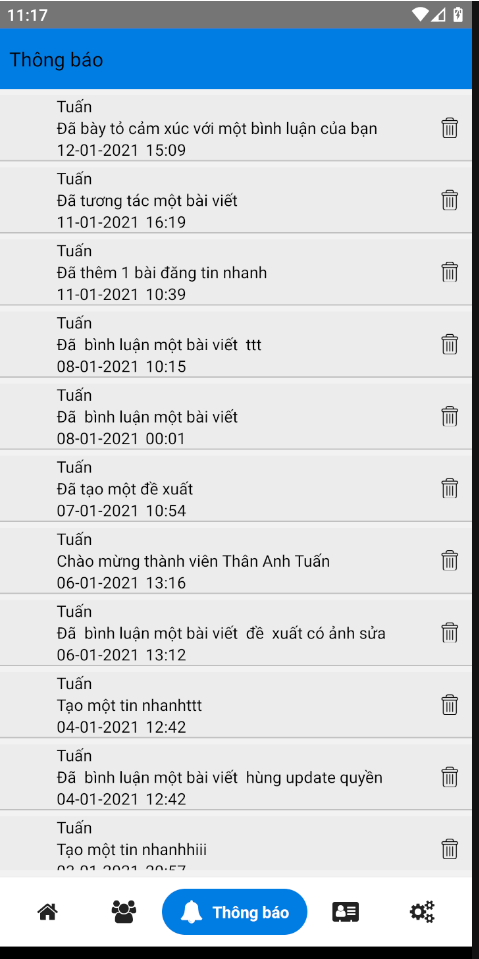 11:17
Thông báo
Tuấn
Đã bày tỏ cảm xúc với một bình luận của bạn
12-01-2021 15:09
Tuấn
Đã tương tác một bài viết
11-01-2021 16:19
Tuấn
Đã thêm 1 bài đăng tin nhanh
11-01-2021 10:39
Tuấn
Đã bình luận một bài viết ttt
08-01-2021 10:15
Tuấn
Đã bình luận một bài viết
08-01-2021 00:01
Tuấn
Đã tạo một đề xuất
07-01-2021 10:54
Tuấn
Chào mừng thành viên Thân Anh Tuấn
06-01-2021 13:16
Tuấn
Đã bình luận một bài viết đề xuất có ảnh sửa
06-01-2021 13:12
Tuấn
Tạo một tin nhanhttt
04-01-2021 12:42
Tuấn
Đã bình luận một bài viết hùng update quyền
04-01-2021 12:42
Tuấn
Tạo một tin nhanhhiii
Thông báo